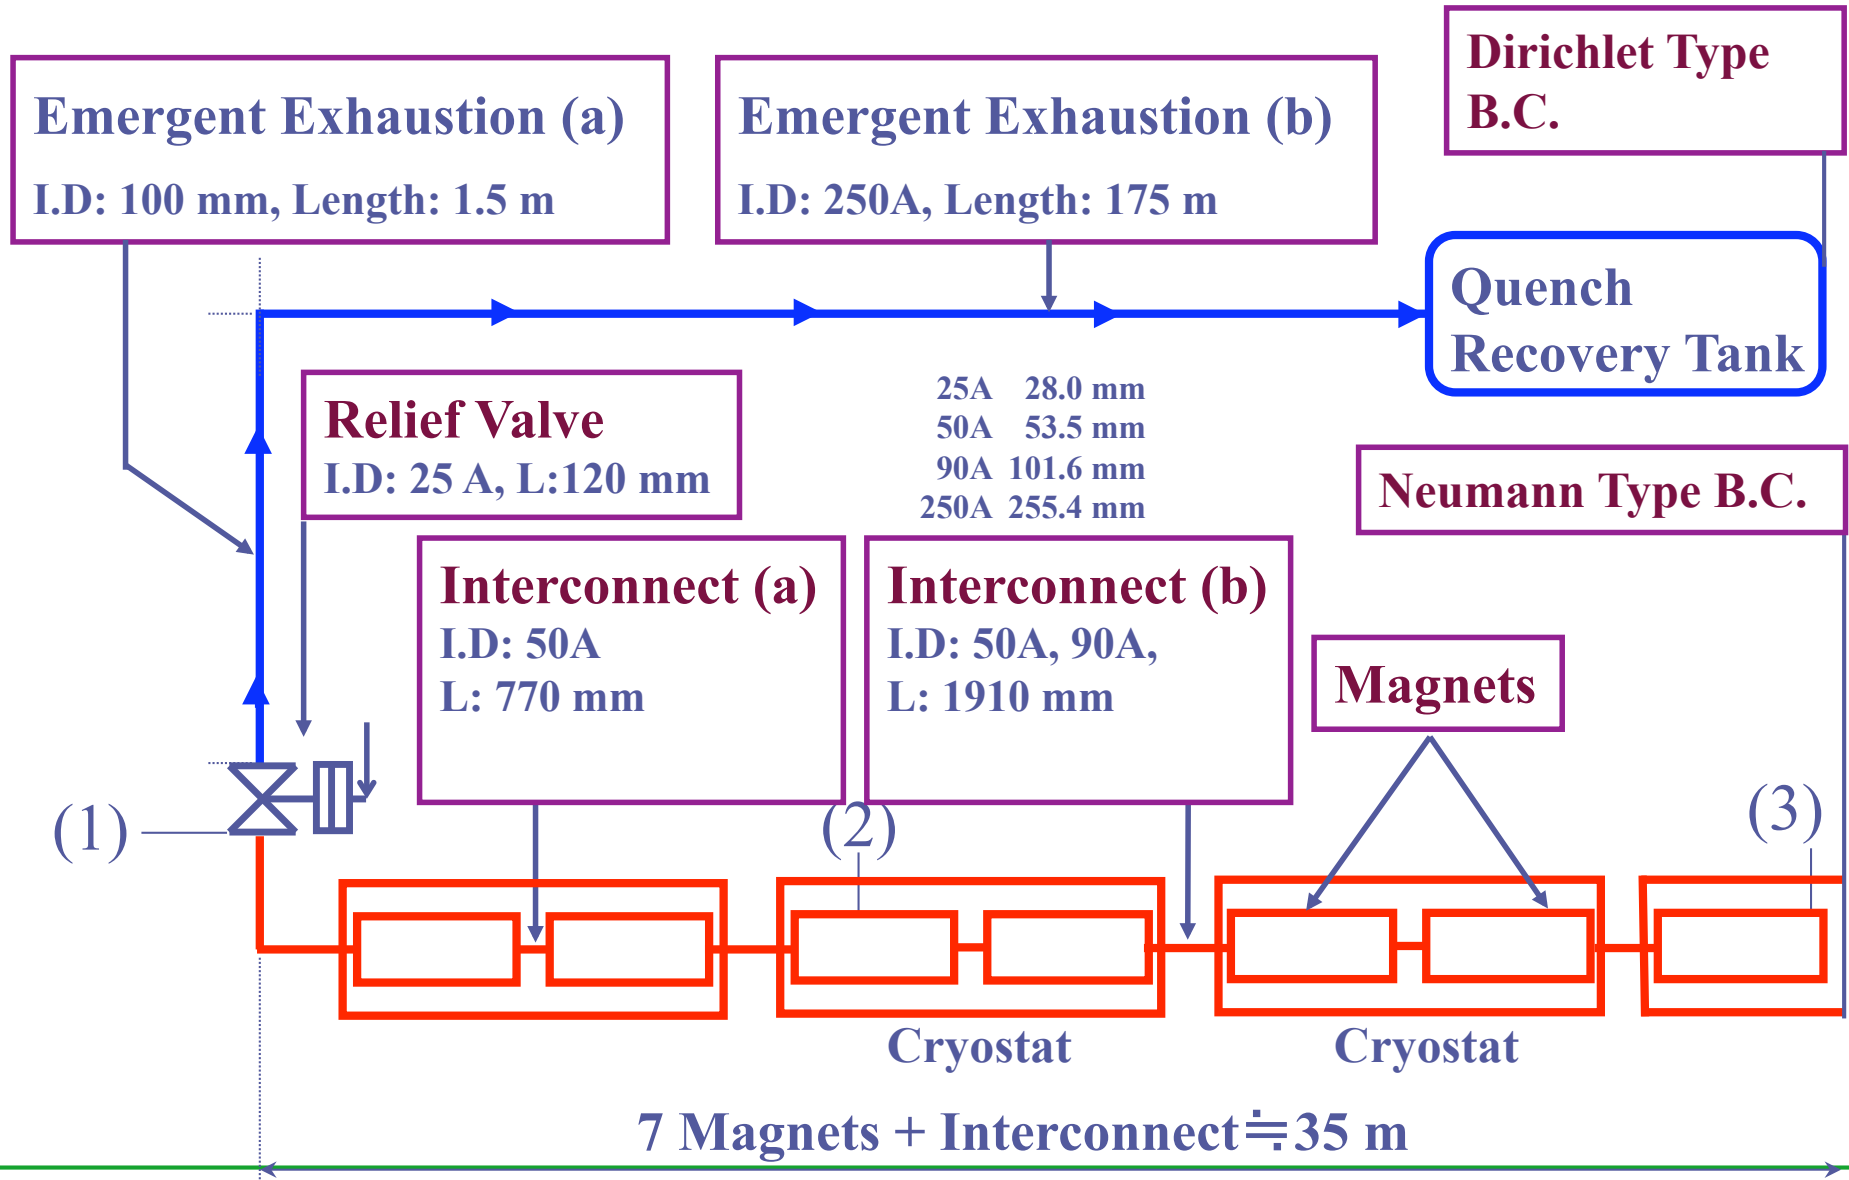 Dirichlet Type
B.C.
Emergent Exhaustion (a)
I.D: 100 mm, Length: 1.5 m
Emergent Exhaustion (b)
I.D: 250A, Length: 175 m
Quench
Recovery Tank
Relief Valve
I.D: 25 A, L:120 mm
25A 28.0 mm
50A 53.5 mm
90A 101.6 mm
250A 255.4 mm
Neumann Type B.C.
Interconnect (a)
I.D: 50A
L: 770 mm
Interconnect (b)
I.D: 50A, 90A,
L: 1910 mm
Magnets
(1)
(2)
(3)
Cryostat
Cryostat
7 Magnets + Interconnect≒35 m